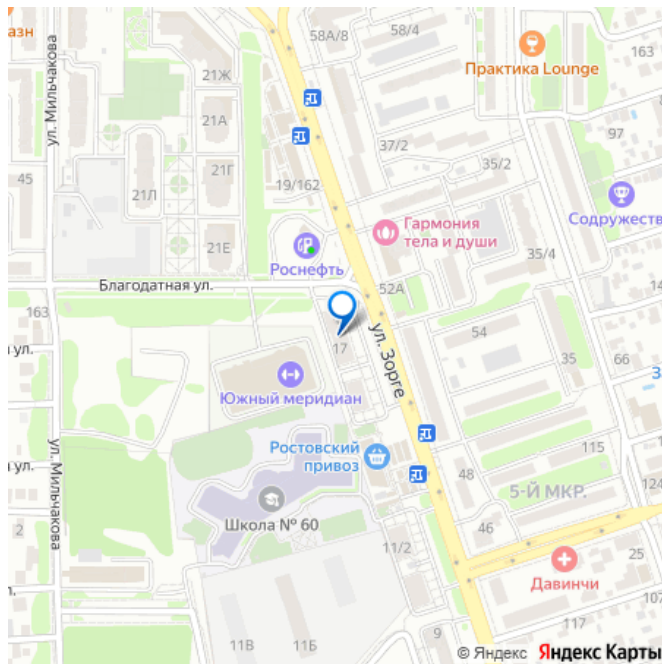 азн
58А/8
58/4
Практика Lounge
163
ул. Мильчакова
21Ж
21А
37/2
97
45
21Г
35/2
21Л
19/162
Содружеств
Гармония
тела и души
21Е
Роснефть
35/4
Благодатная ул.
52А
163
54
ул.
17
ул. Зорге
35
66
Южный меридиан
З
ул. Мильчакова
Ростовский
привоз
115
ул.
48
124
5-Й МКР.
Школа № 60
2
46
11/2
25
Давинчи
л.
107
117
9
11В
11Б
© Яндекс
Яндекс Карты